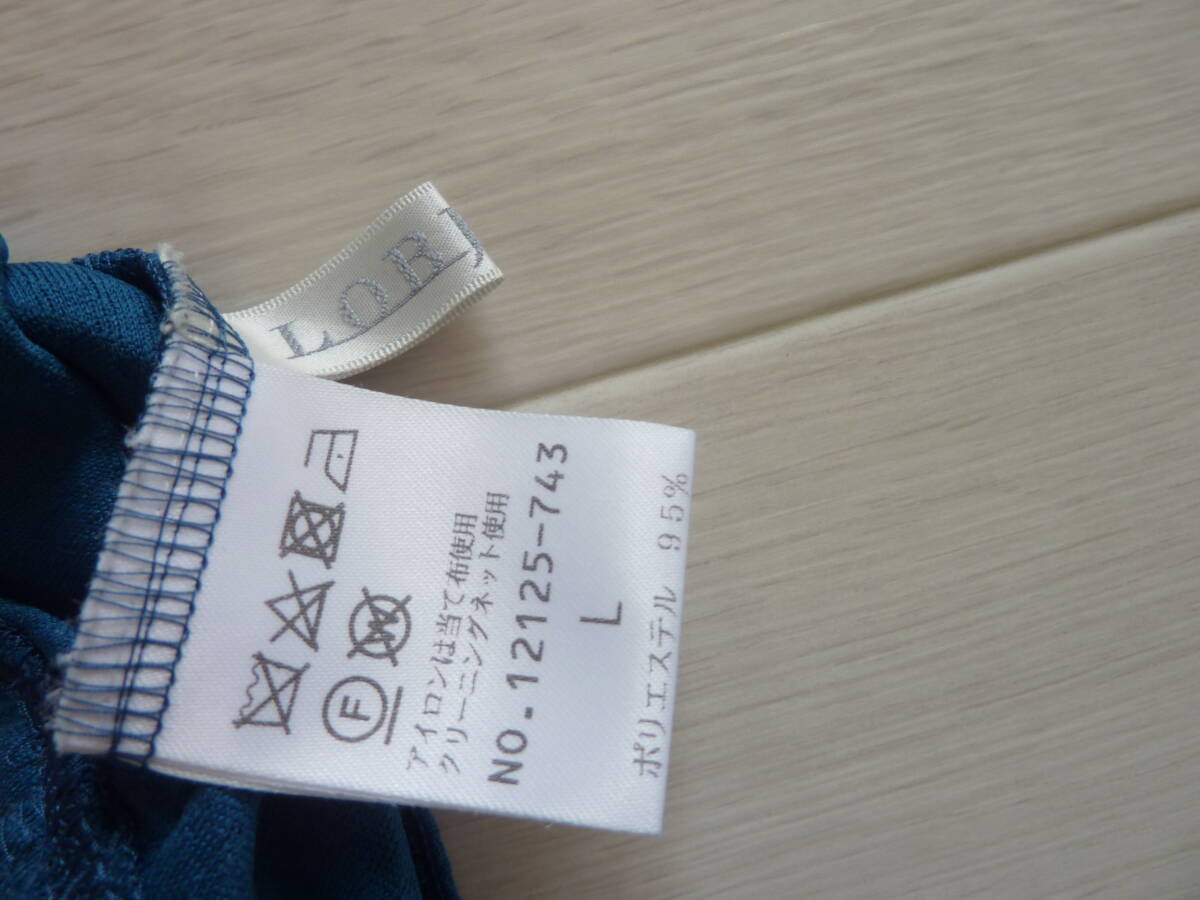 LOR
F
W
アイロンは当て布使用
クリーニングネット使用
NO.12125-743
L
ポリエステル 95%